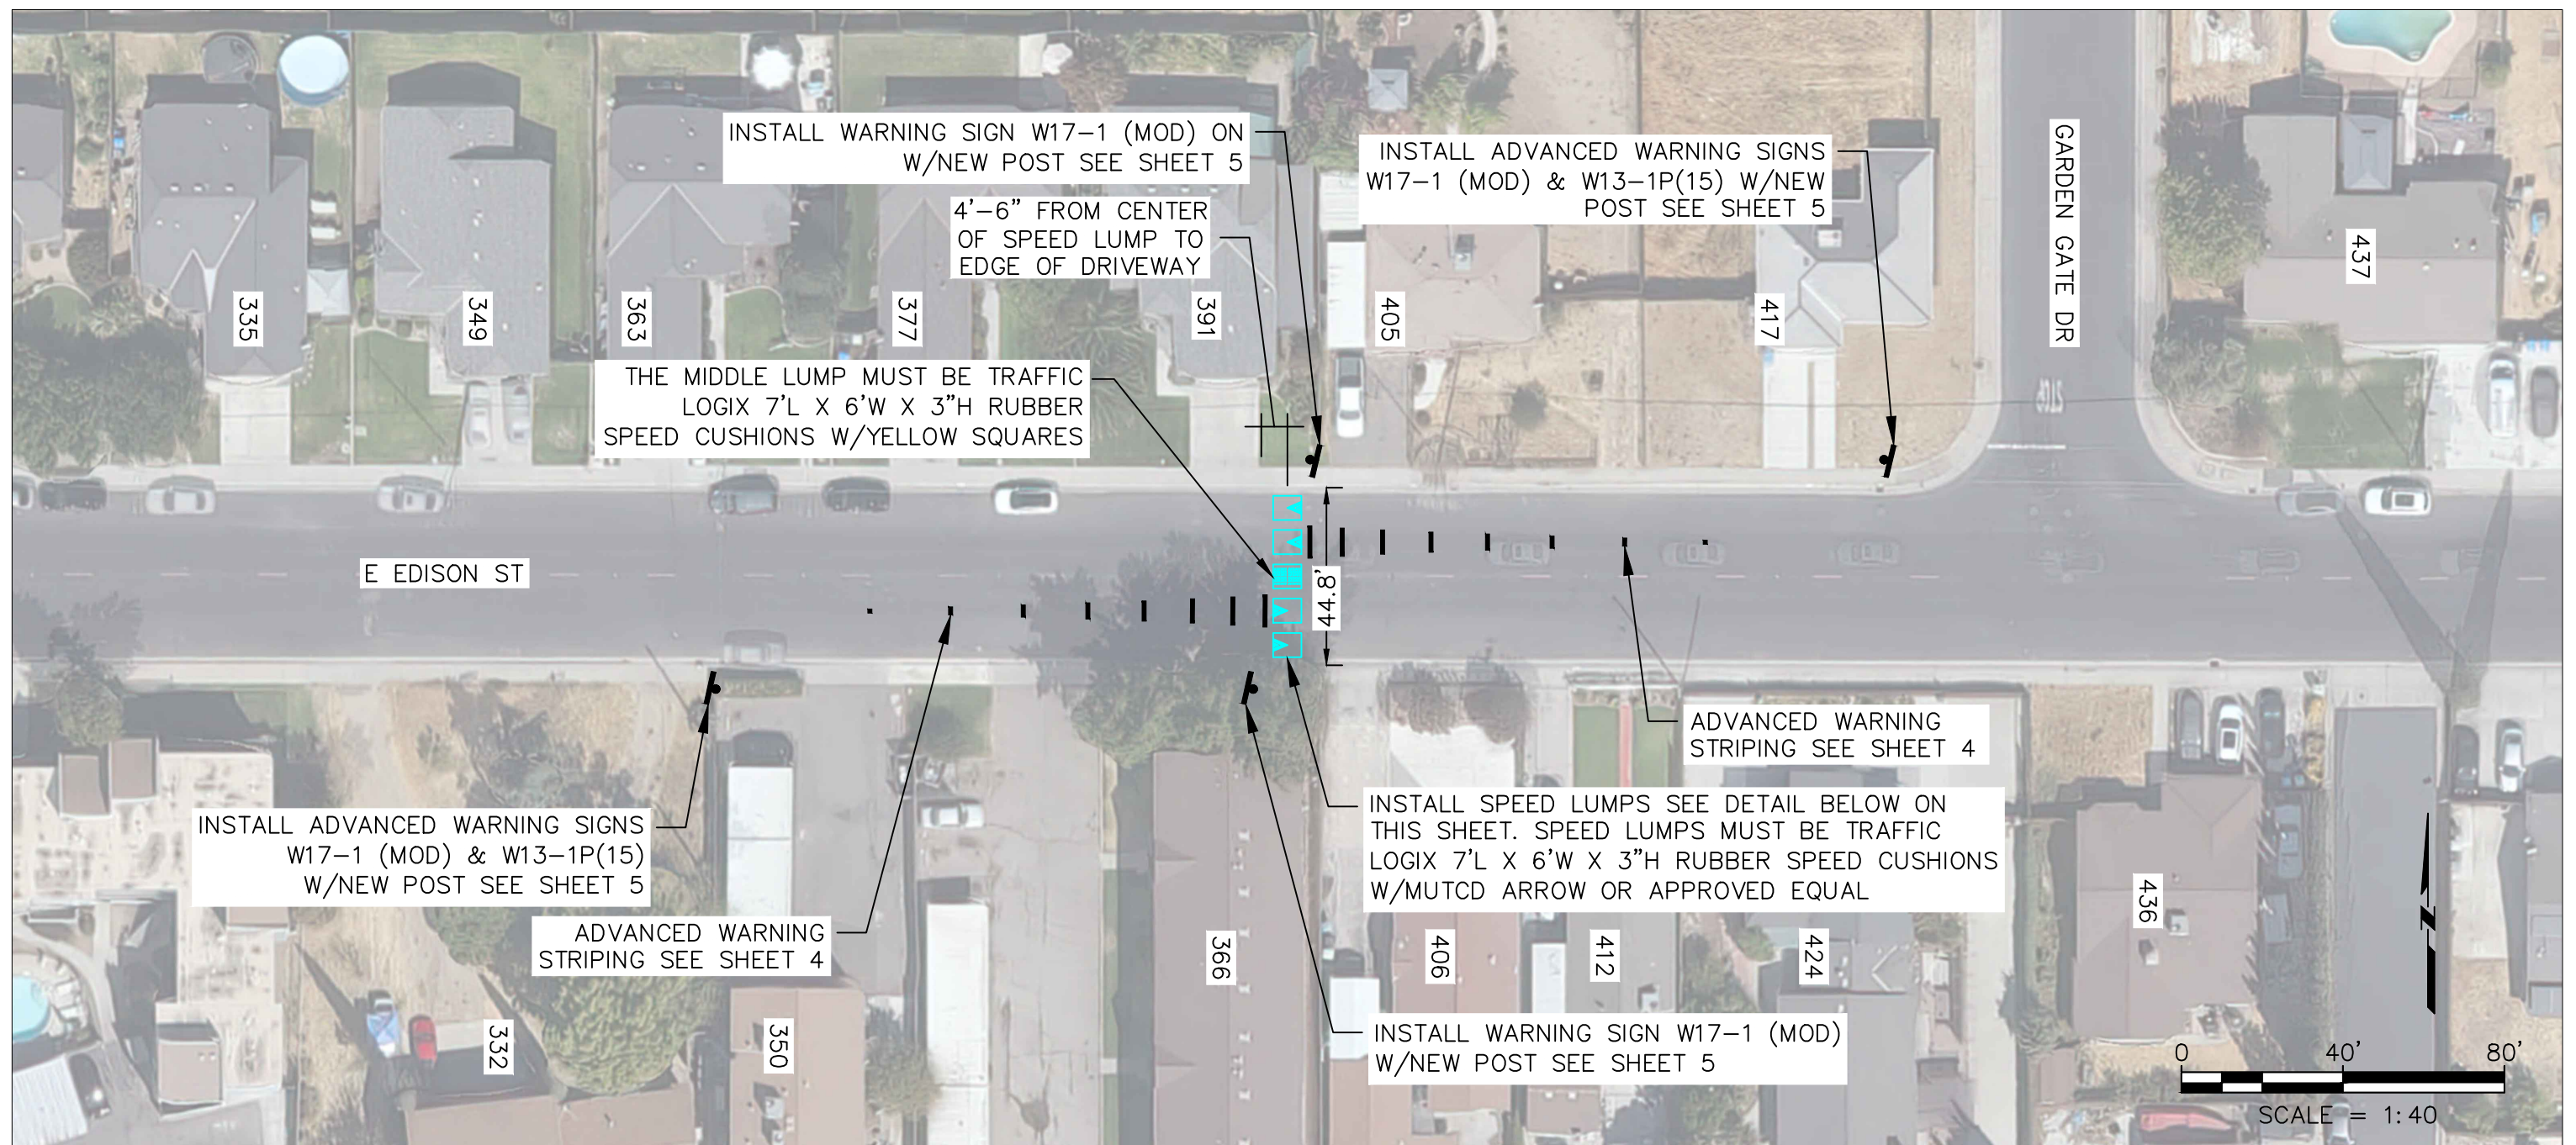 INSTALL WARNING SIGN W17-1 (MOD) ON
W/NEW POST SEE SHEET 5
INSTALL ADVANCED WARNING SIGNS
W17-1 (MOD) & W13-1P(15) W/NEW
POST SEE SHEET 5
4'-6" FROM CENTER
OF SPEED LUMP TO
EDGE OF DRIVEWAY
GARDEN GATE DR
335
349
363
377
391
405
417
437
THE MIDDLE LUMP MUST BE TRAFFIC
LOGIX 7'L X 6'W X 3"H RUBBER
SPEED CUSHIONS W/YELLOW SQUARES
STOP
E EDISON ST
44.8'
ADVANCED WARNING
STRIPING SEE SHEET 4
INSTALL SPEED LUMPS SEE DETAIL BELOW ON
THIS SHEET. SPEED LUMPS MUST BE TRAFFIC
LOGIX 7'L X 6'W X 3"H RUBBER SPEED CUSHIONS
W/MUTCD ARROW OR APPROVED EQUAL
INSTALL ADVANCED WARNING SIGNS
W17-1 (MOD) & W13-1P(15)
W/NEW POST SEE SHEET 5
ADVANCED WARNING
STRIPING SEE SHEET 4
332
350
366
406
412
424
436
N
INSTALL WARNING SIGN W17-1 (MOD)
W/NEW POST SEE SHEET 5
0 40' 80'
SCALE = 1:40